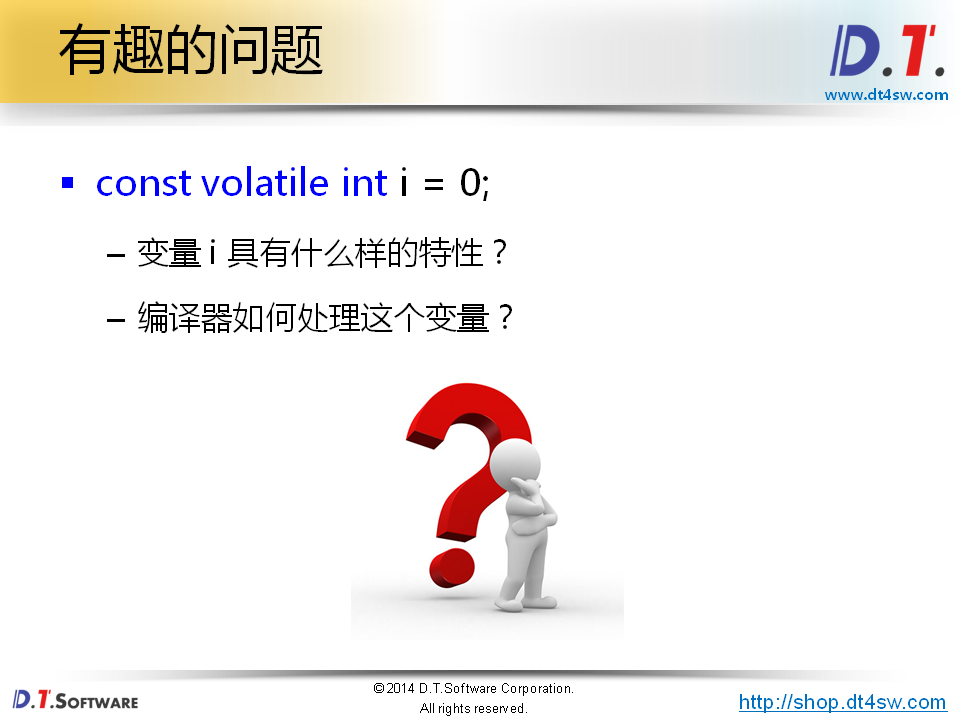 有趣的问题
D.T.
www.dt4sw.com
▪ const volatile int i = 0;
– 变量 i 具有什么样的特性？
– 编译器如何处理这个变量？
D.T.SOFTWARE
©2014 D.T.Software Corporation.
All rights reserved.
http://shop.dt4sw.com